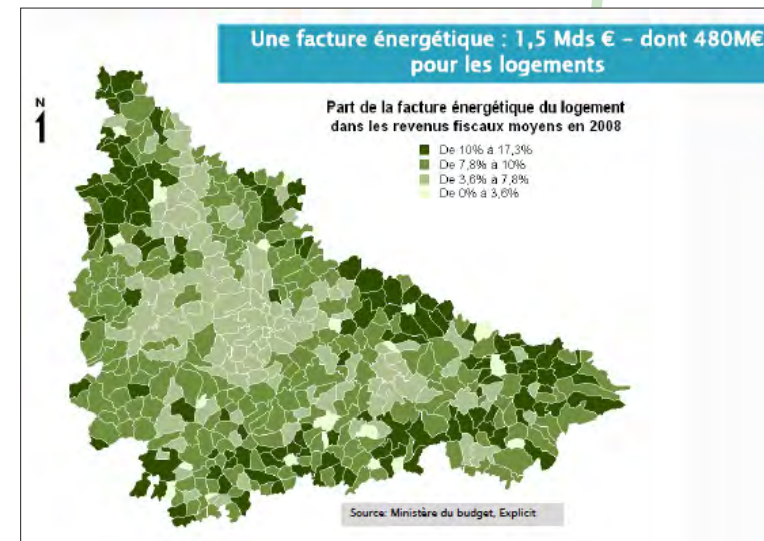 Une facture énergétique : 1,5 Mds € – dont 480M€
pour les logements
N
Part de la facture énergétique du logement
dans les revenus fiscaux moyens en 2008
De 10% à 17,3%
De 7,8% à 10%
De 3,6% à 7,8%
De 0% à 3,6%
Source: Ministère du budget, Explicit